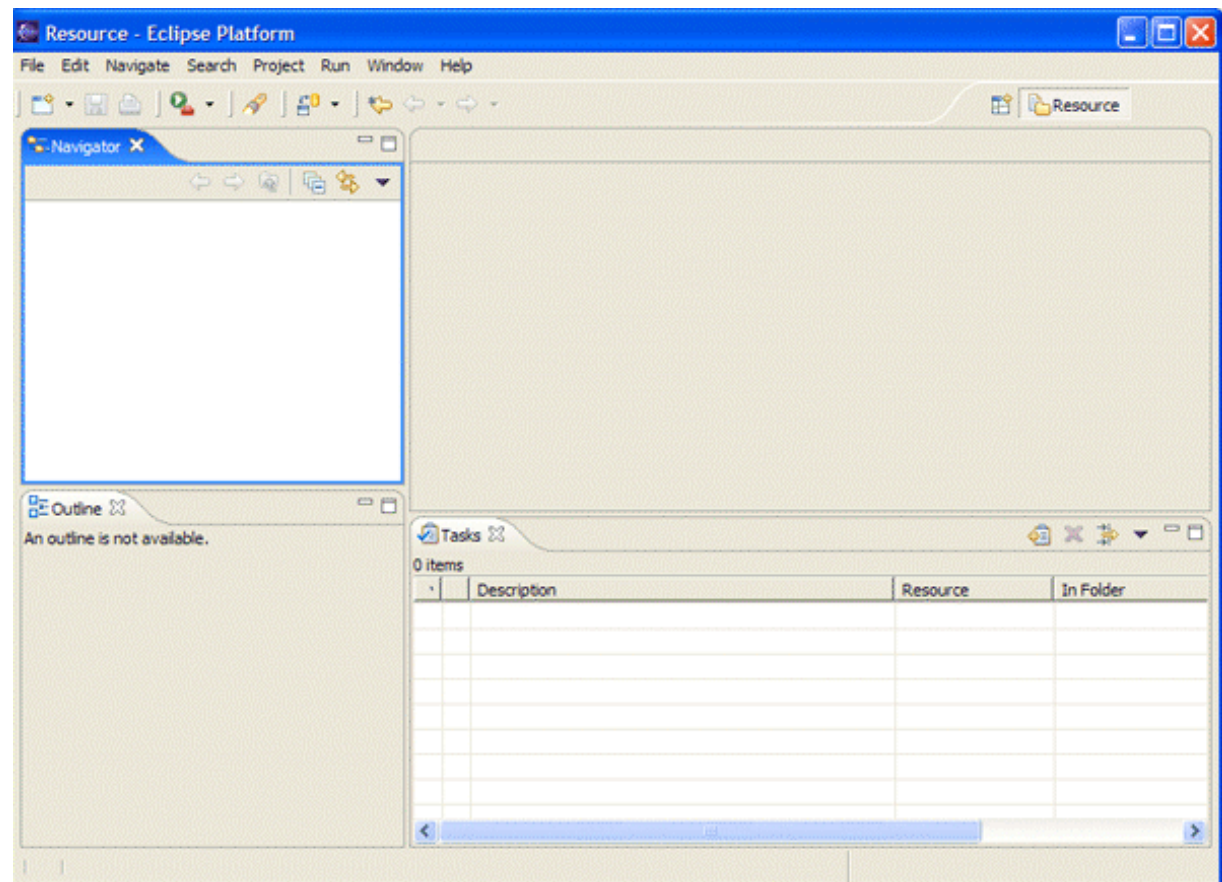 Resource - Eclipse Platform
File Edit Navigate Search Project Run Window Help
Resource
Navigator
Outline
An outline is not available.
Tasks
0 items
Description Resource In Folder